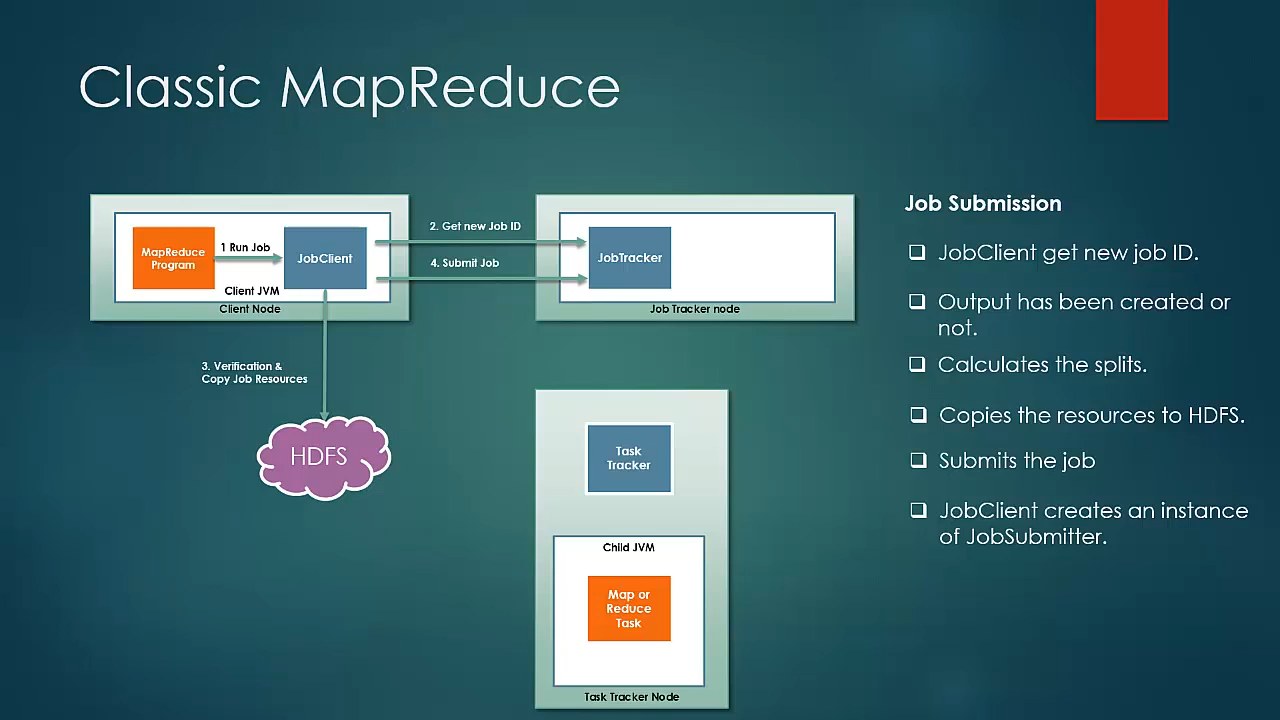 Classic MapReduce
MapReduce
Program
1 Run Job
JobClient
Client JVM
Client Node
2. Get new Job ID
4. Submit Job
JobTracker
Job Tracker node
3. Verification &
Copy Job Resources
HDFS
Task
Tracker
Child JVM
Map or
Reduce
Task
Task Tracker Node
Job Submission
JobClient get new job ID.
Output has been created or
not.
Calculates the splits.
Copies the resources to HDFS.
Submits the job
JobClient creates an instance
of JobSubmitter.